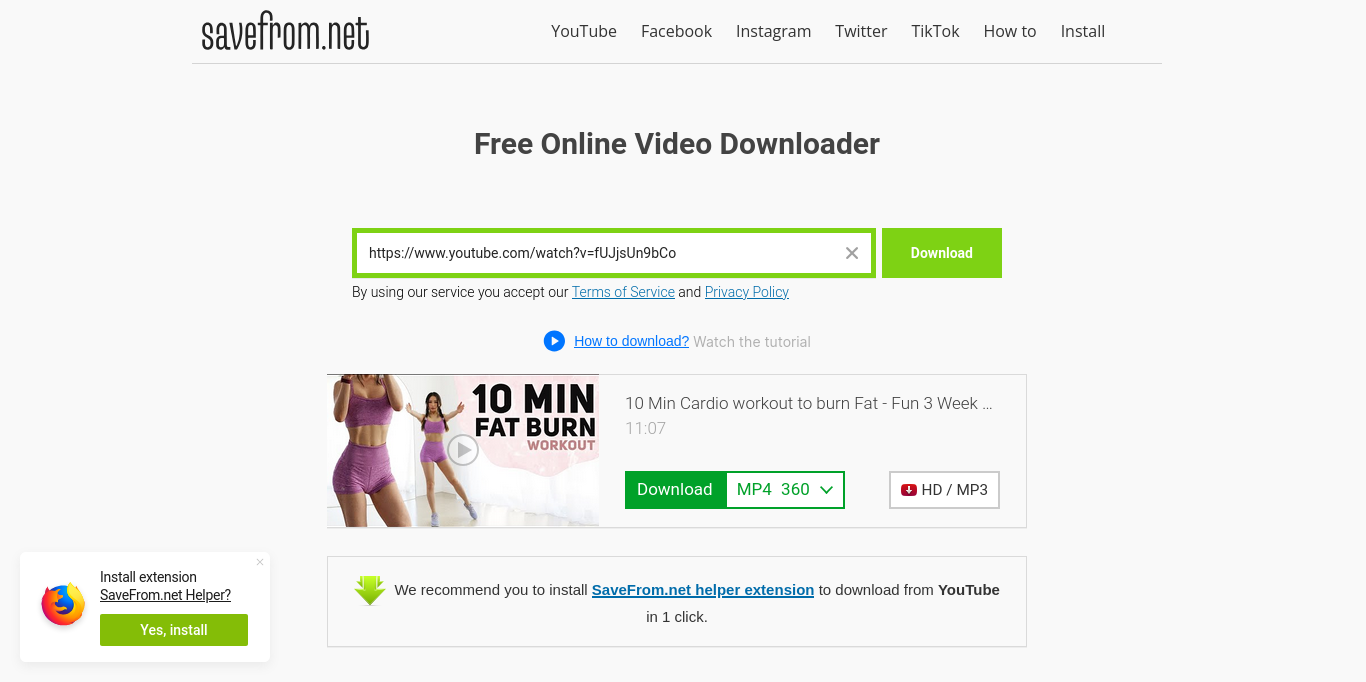 savefrom.net
YouTube Facebook Instagram Twitter TikTok How to Install
Free Online Video Downloader
https://www.youtube.com/watch?v=fUJjsUn9bCo
Download
By using our service you accept our Terms of Service and Privacy Policy
How to download? Watch the tutorial
10 MIN
FAT BURN
WORKOUT
10 Min Cardio workout to burn Fat - Fun 3 Week ...
11:07
Download MP4 360
HD / MP3
We recommend you to install SaveFrom.net helper extension to download from YouTube
in 1 click.
Install extension
SaveFrom.net Helper?
Yes, install